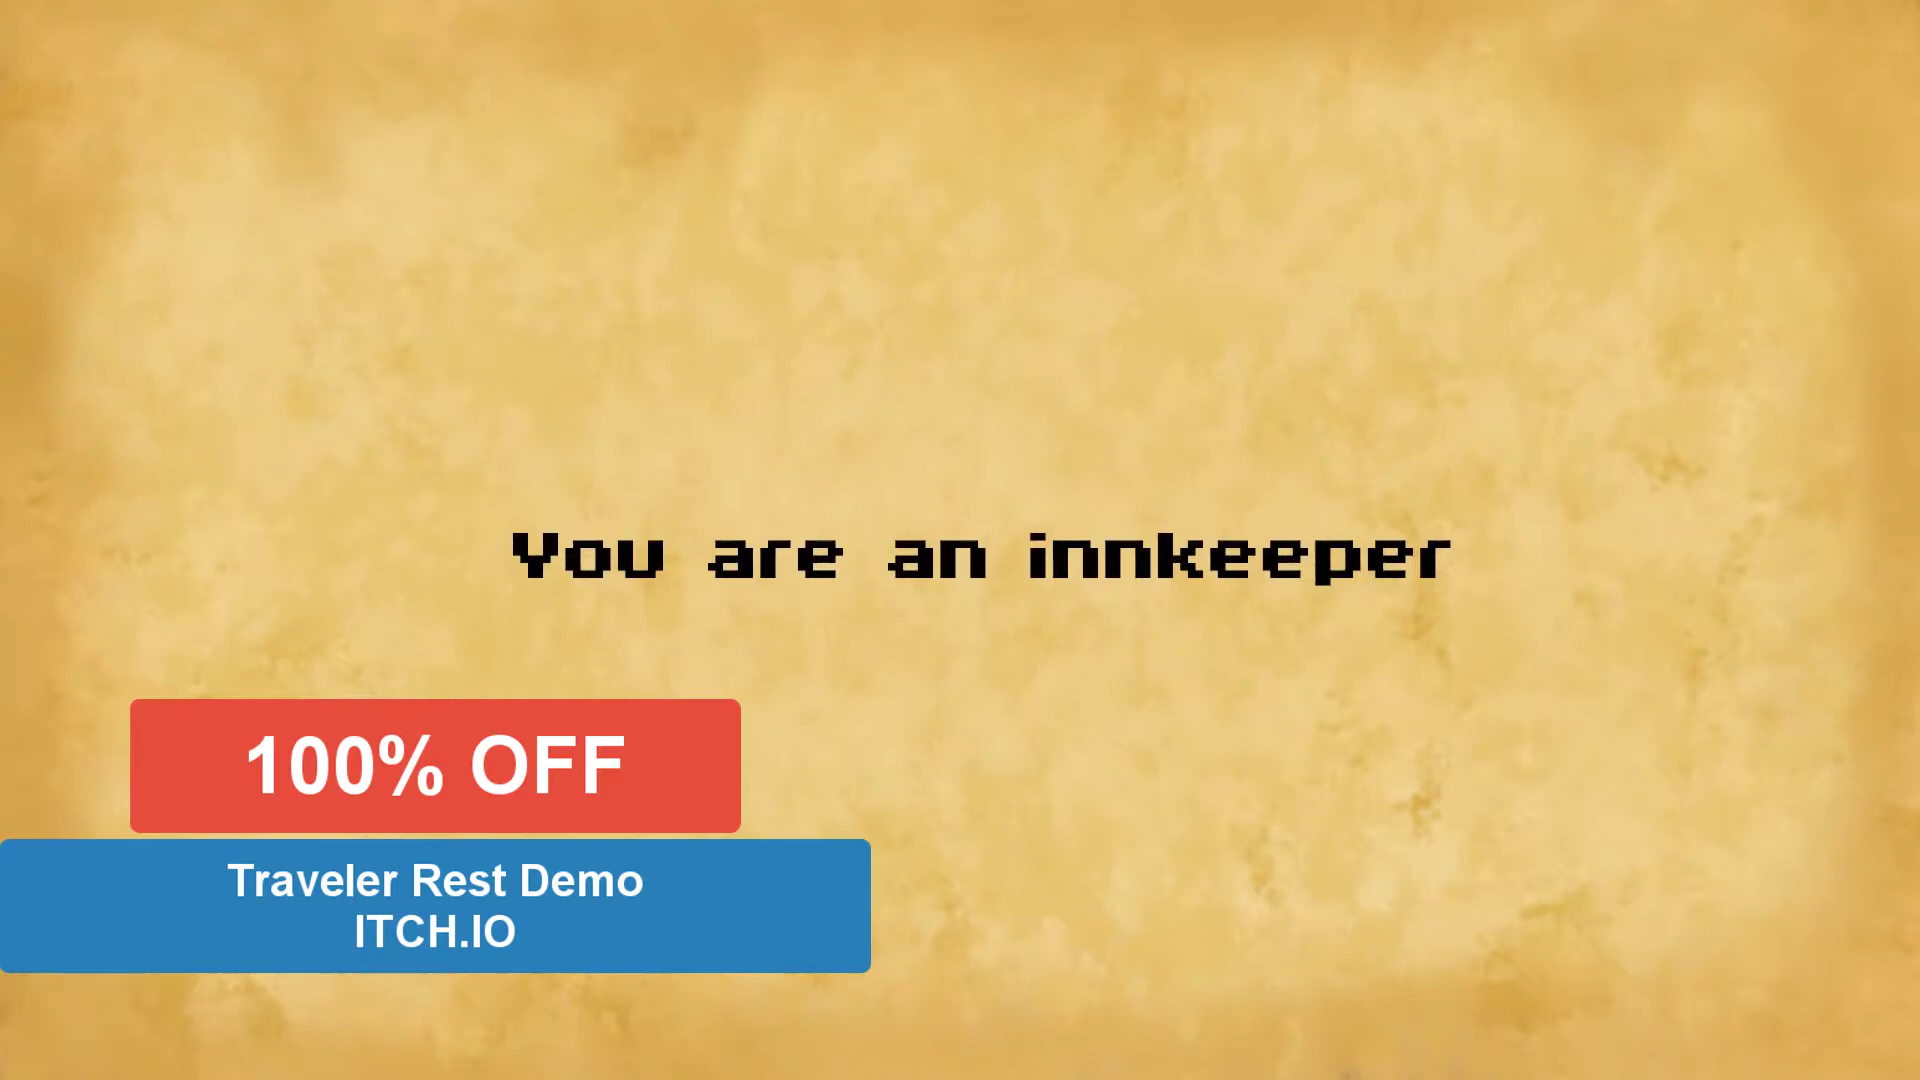 You are an innkeeper
100% OFF
Traveler Rest Demo
ITCH.IO